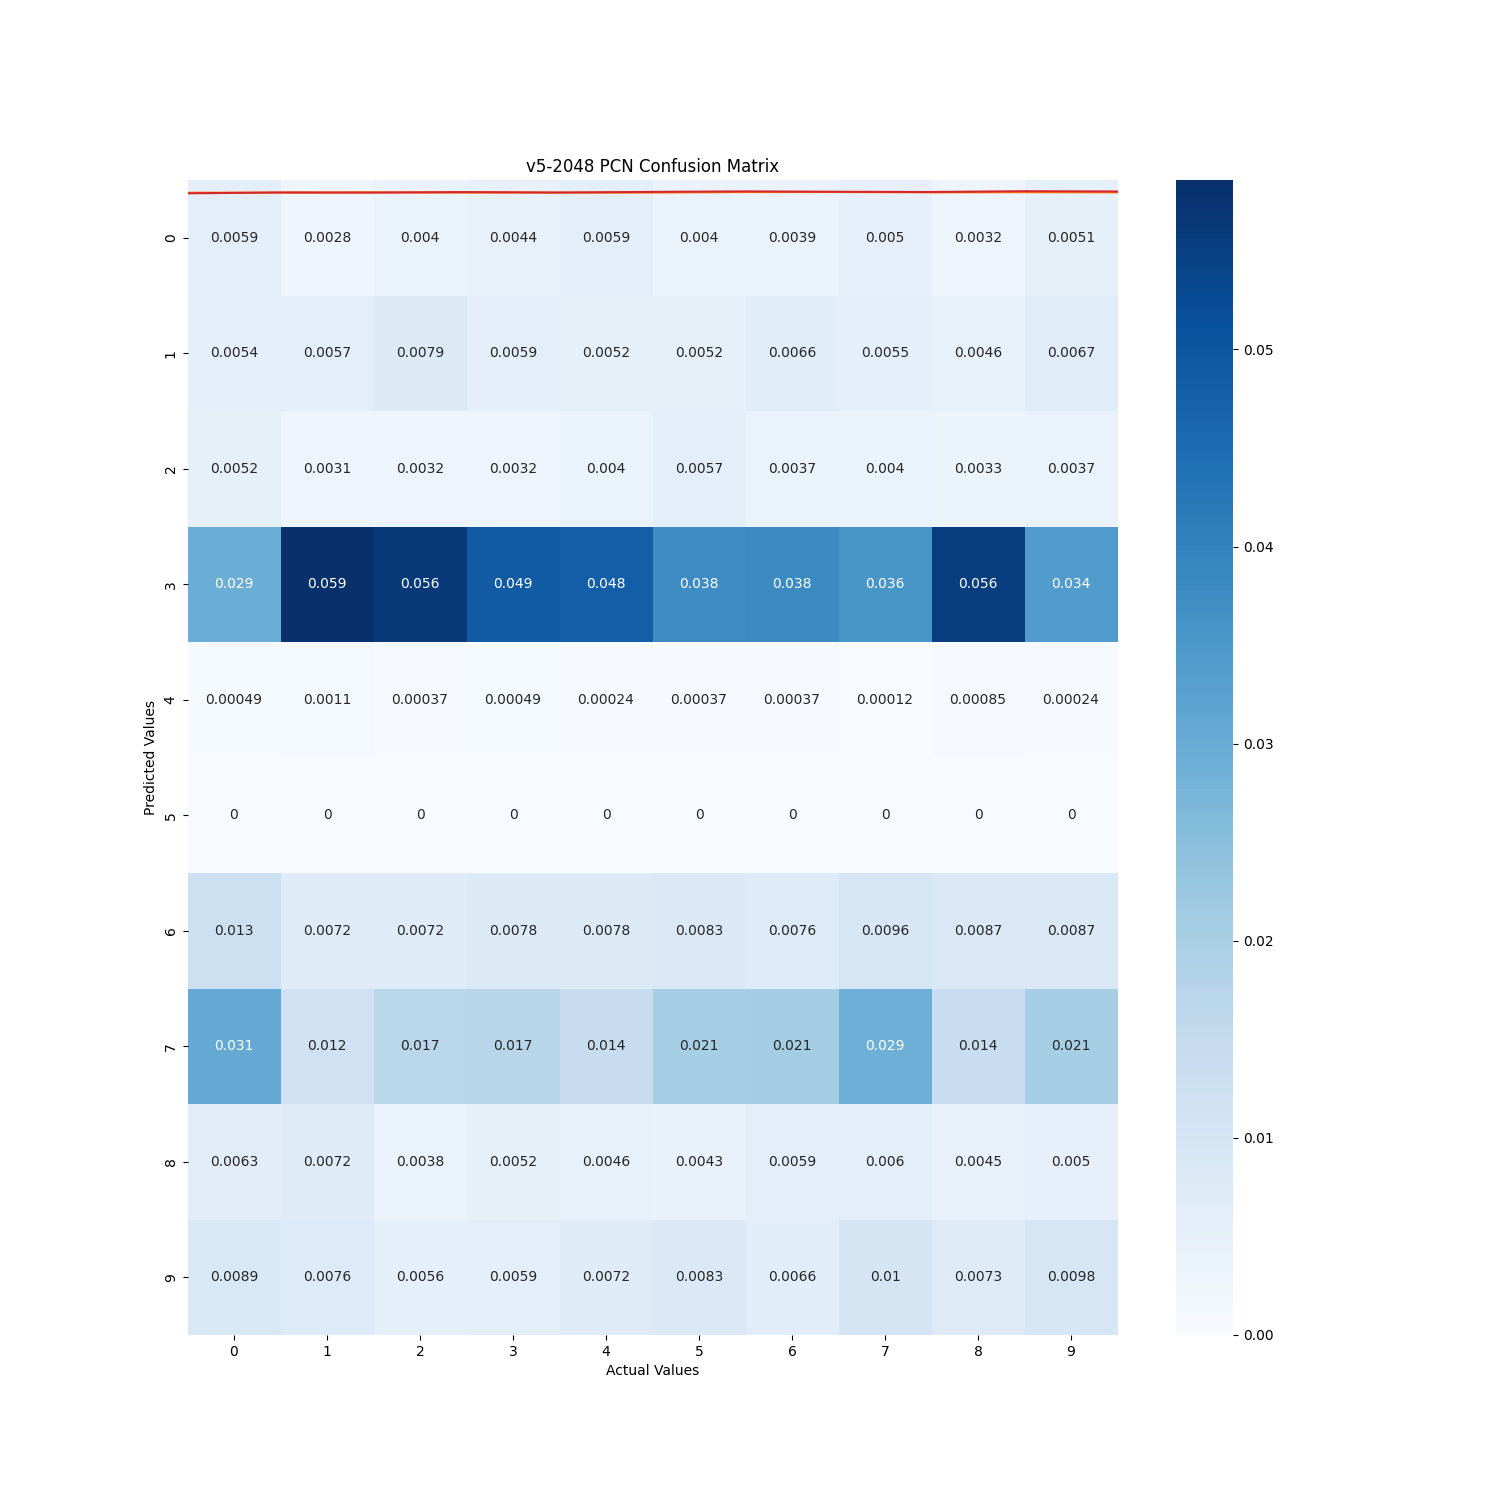 v5-2048 PCN Confusion Matrix
0 0.0059 0.0028 0.004 0.0044 0.0059 0.004 0.0039 0.005 0.0032 0.0051
1 0.0054 0.0057 0.0079 0.0059 0.0052 0.0052 0.0066 0.0055 0.0046 0.0067
2 0.0052 0.0031 0.0032 0.0032 0.004 0.0057 0.0037 0.004 0.0033 0.0037
3 0.029 0.059 0.056 0.049 0.048 0.038 0.038 0.036 0.056 0.034
4 0.00049 0.0011 0.00037 0.00049 0.00024 0.00037 0.00037 0.00012 0.00085 0.00024
5 0 0 0 0 0 0 0 0 0 0
6 0.013 0.0072 0.0072 0.0078 0.0078 0.0083 0.0076 0.0096 0.0087 0.0087
7 0.031 0.012 0.017 0.017 0.014 0.021 0.021 0.029 0.014 0.021
8 0.0063 0.0072 0.0038 0.0052 0.0046 0.0043 0.0059 0.006 0.0045 0.005
9 0.0089 0.0076 0.0056 0.0059 0.0072 0.0083 0.0066 0.01 0.0073 0.0098
0 1 2 3 4 5 6 7 8 9
Actual Values
Predicted Values
0.05
0.04
0.03
0.02
0.01
0.00